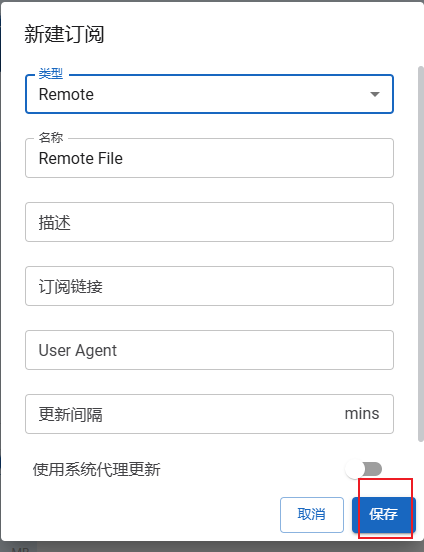 新建订阅
类型
Remote
名称
Remote File
描述
订阅链接
User Agent
更新间隔 mins
使用系统代理更新
取消 保存